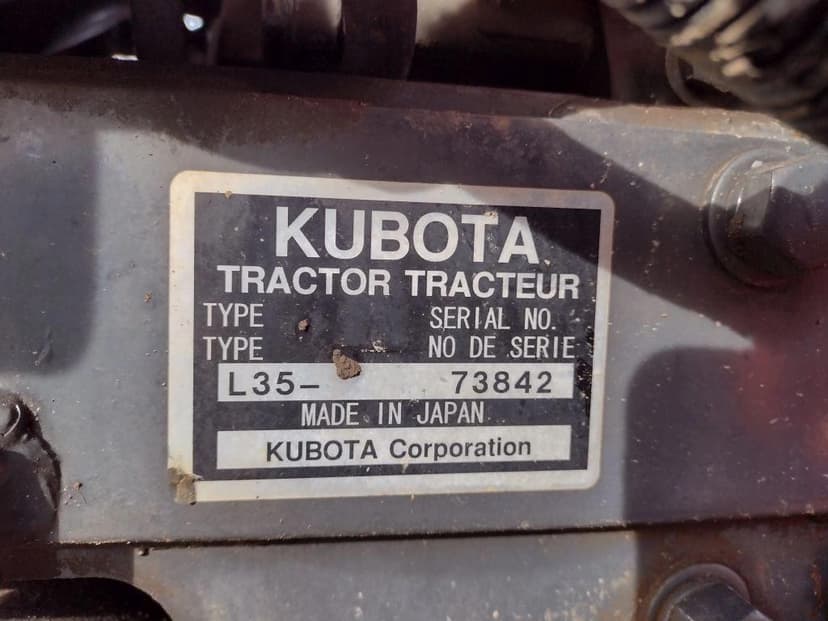 KUBOTA
TRACTOR TRACTEUR
TYPE SERIAL NO.
TYPE NO DE SERIE
L35- 73842
MADE IN JAPAN
KUBOTA Corporation